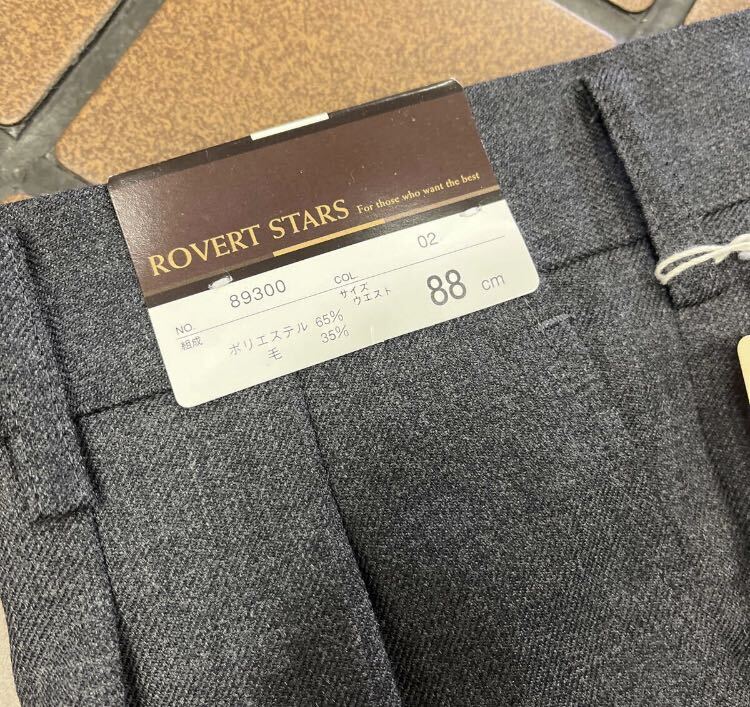 ROVERT STARS For those who want the best
NO. 89300 COL 02
組成 ポリエステル 65% サイズ ウエスト 88 cm
毛 35%